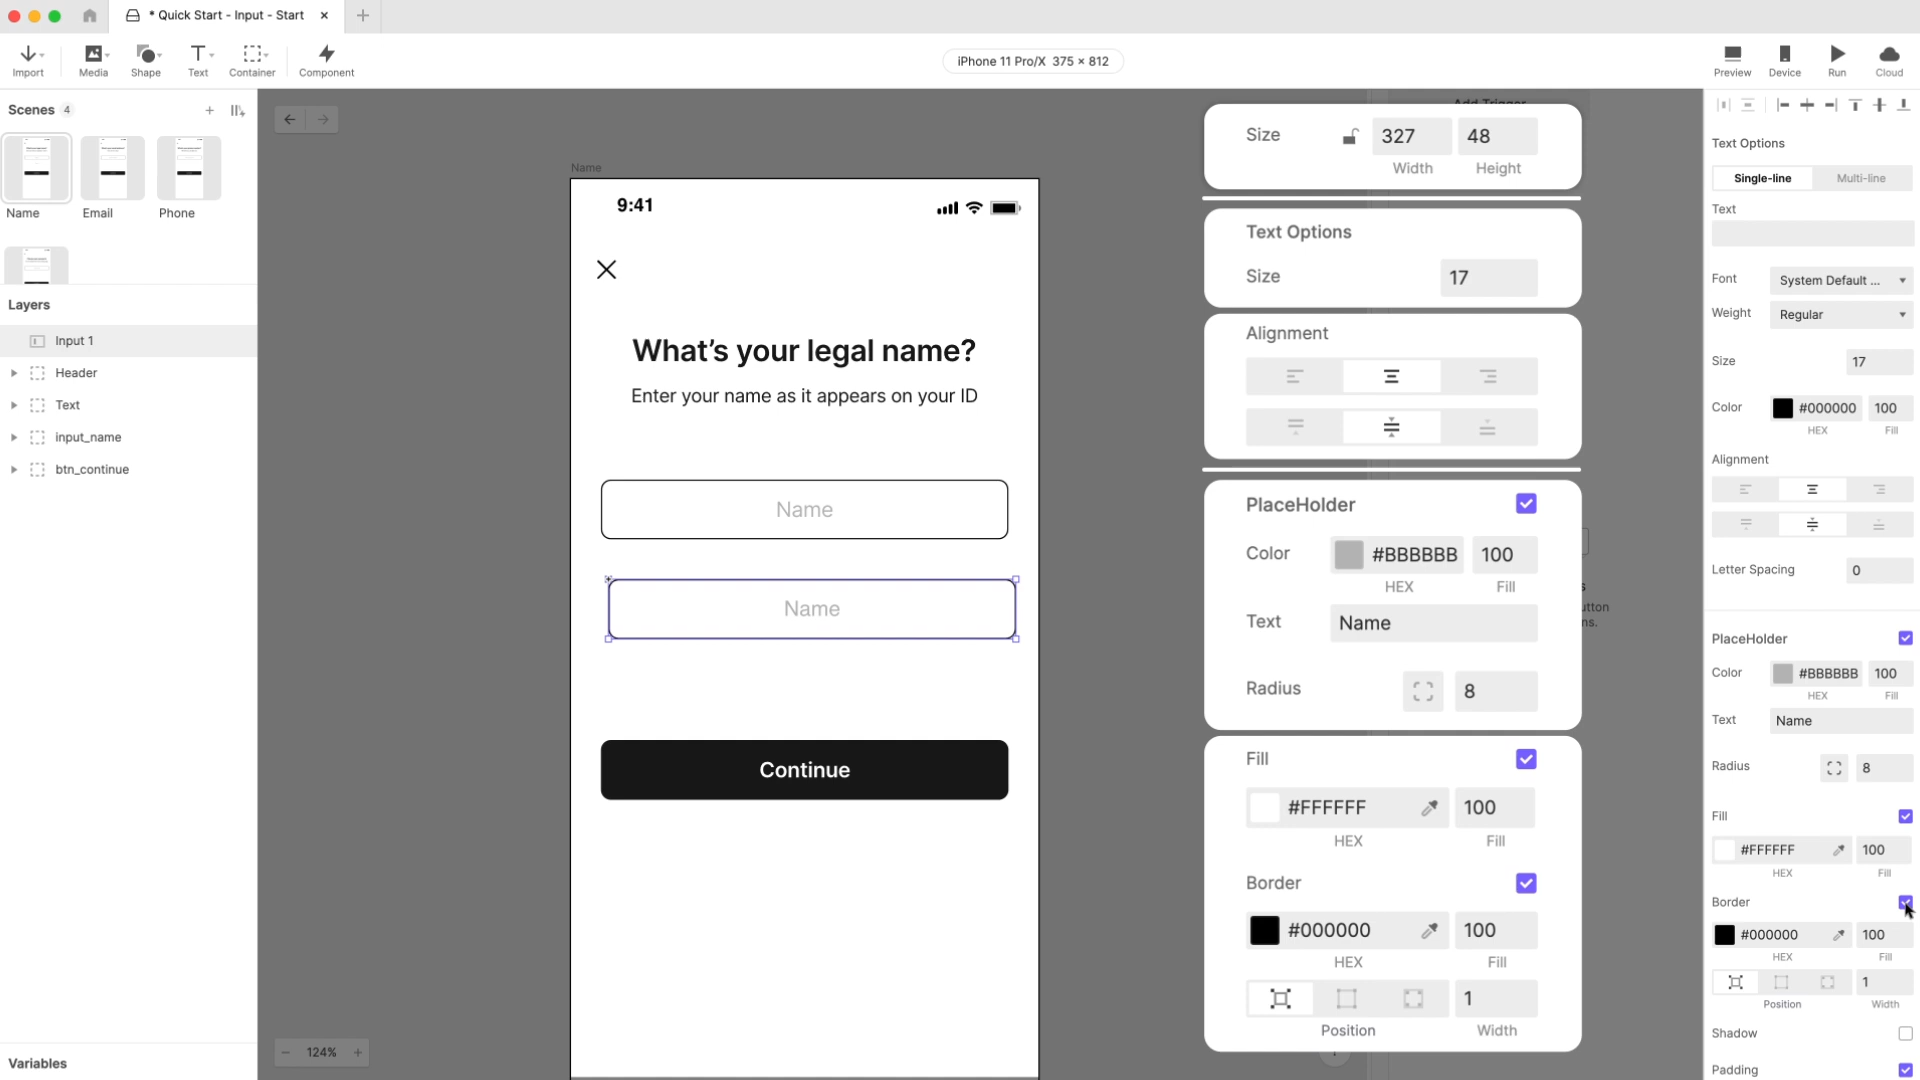 * Quick Start - Input - Start
Import
Media
Shape
Text
Container
Component
iPhone 11 Pro/X 375 × 812
Preview
Device
Run
Cloud
Scenes 4
Name
Email
Phone
Layers
Input 1
Header
Text
input_name
btn_continue
Variables
124%
Name
9:41
What's your legal name?
Enter your name as it appears on your ID
Name
Name
Continue
Add Trigger
Size 327 48
Width Height
Text Options
Size 17
Alignment
PlaceHolder
Color #BBBBBB 100
HEX Fill
Text Name
Radius 8
Fill
#FFFFFF 100
HEX Fill
Border
#000000 100
HEX Fill
1
Position Width
Text Options
Single-line Multi-line
Text
Font System Default ...
Weight Regular
Size 17
Color #000000 100
HEX Fill
Alignment
Letter Spacing 0
PlaceHolder
Color #BBBBBB 100
HEX Fill
Text Name
Radius 8
Fill
#FFFFFF 100
HEX Fill
Border
#000000 100
HEX Fill
1
Position Width
Shadow
Padding